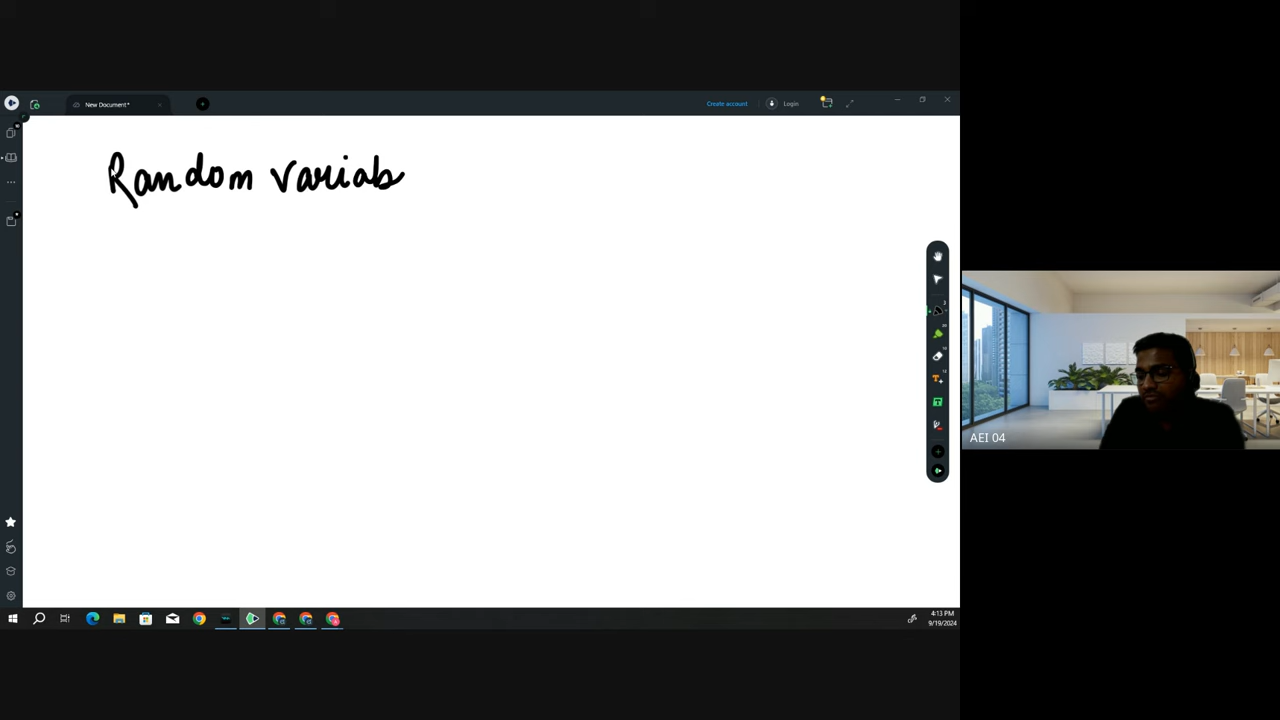 New Document*
Create account
Login
Random variab
AEI 04
4:13 PM
9/19/2024